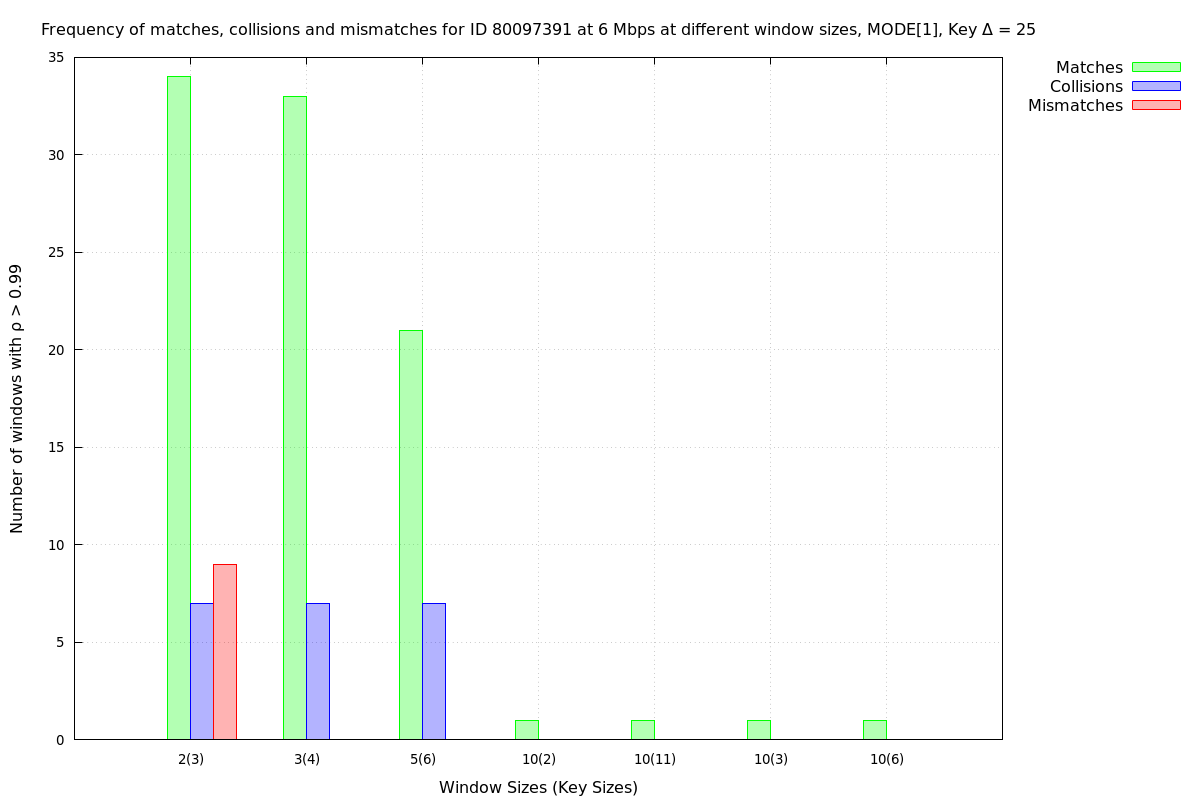 Frequency of matches, collisions and mismatches for ID 80097391 at 6 Mbps at different window sizes, MODE[1], Key Δ = 25
Matches
Collisions
Mismatches
Number of windows with ρ > 0.99
35
30
25
20
15
10
5
0
2(3) 3(4) 5(6) 10(2) 10(11) 10(3) 10(6)
Window Sizes (Key Sizes)